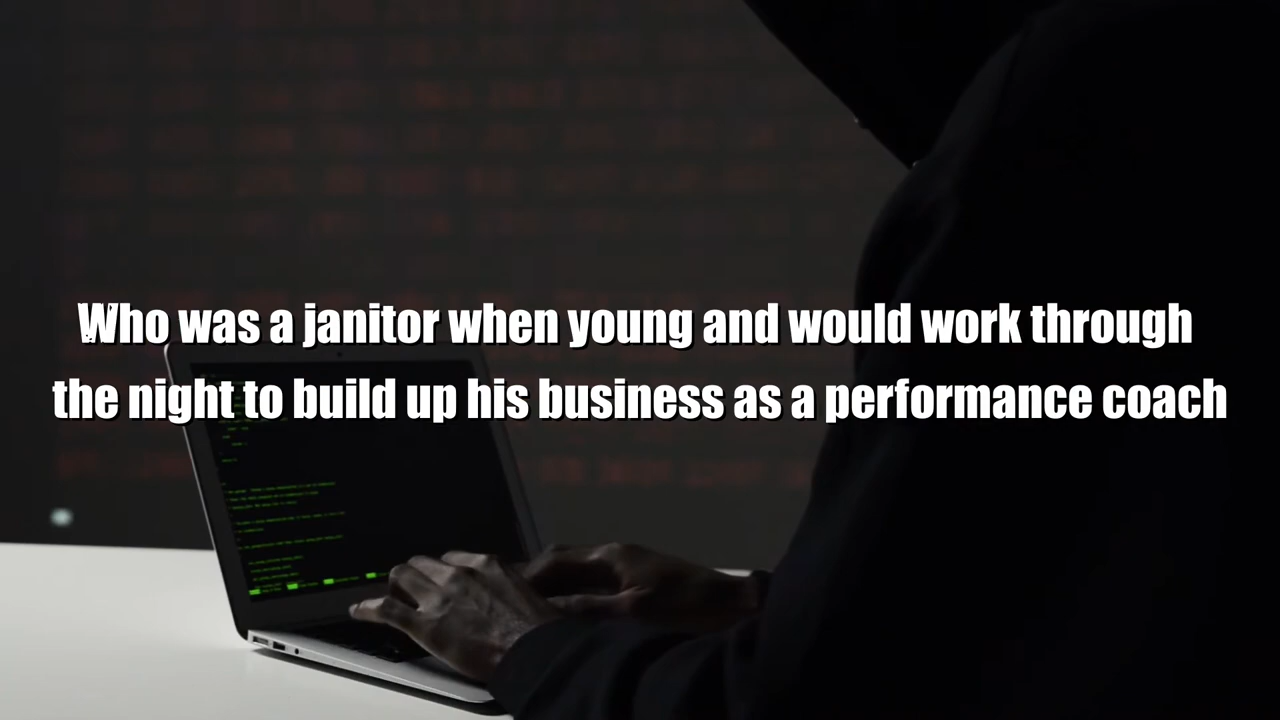 Who was a janitor when young and would work through
the night to build up his business as a performance coach